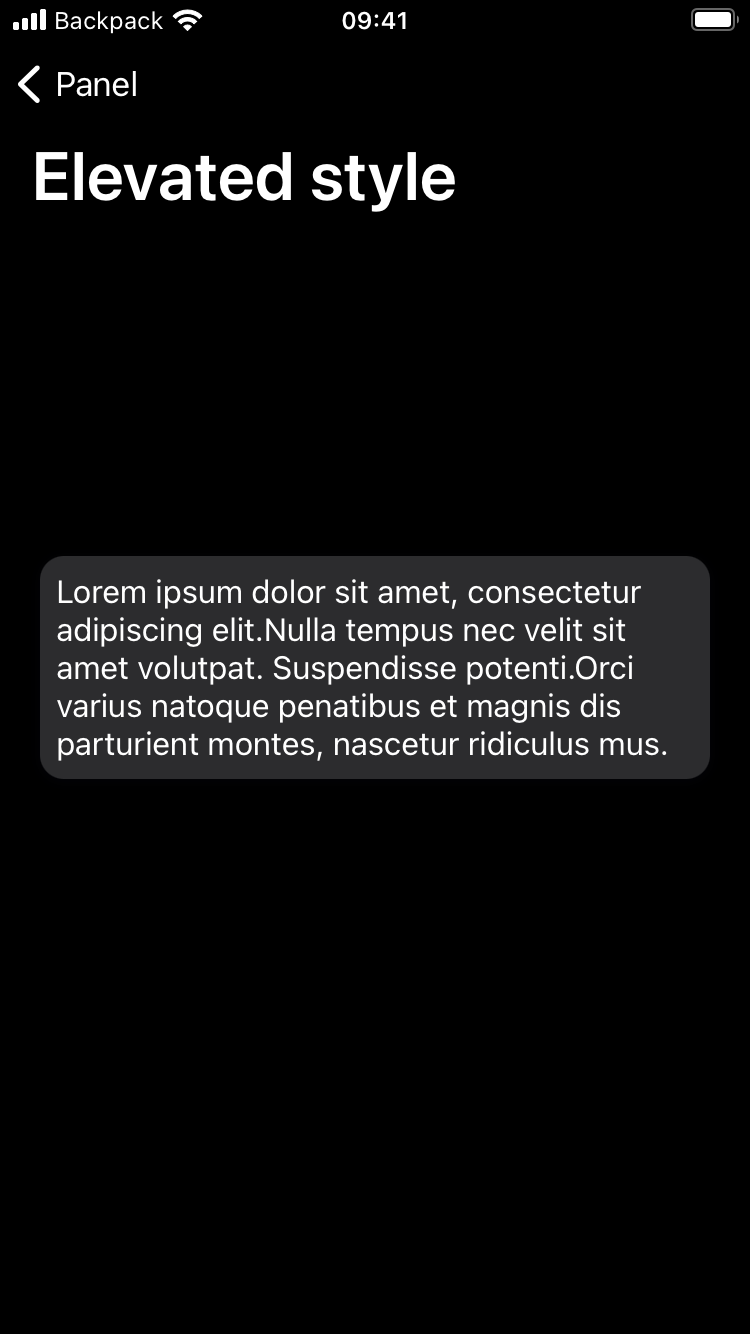 Backpack 09:41
Panel
Elevated style
Lorem ipsum dolor sit amet, consectetur
adipiscing elit.Nulla tempus nec velit sit
amet volutpat. Suspendisse potenti.Orci
varius natoque penatibus et magnis dis
parturient montes, nascetur ridiculus mus.